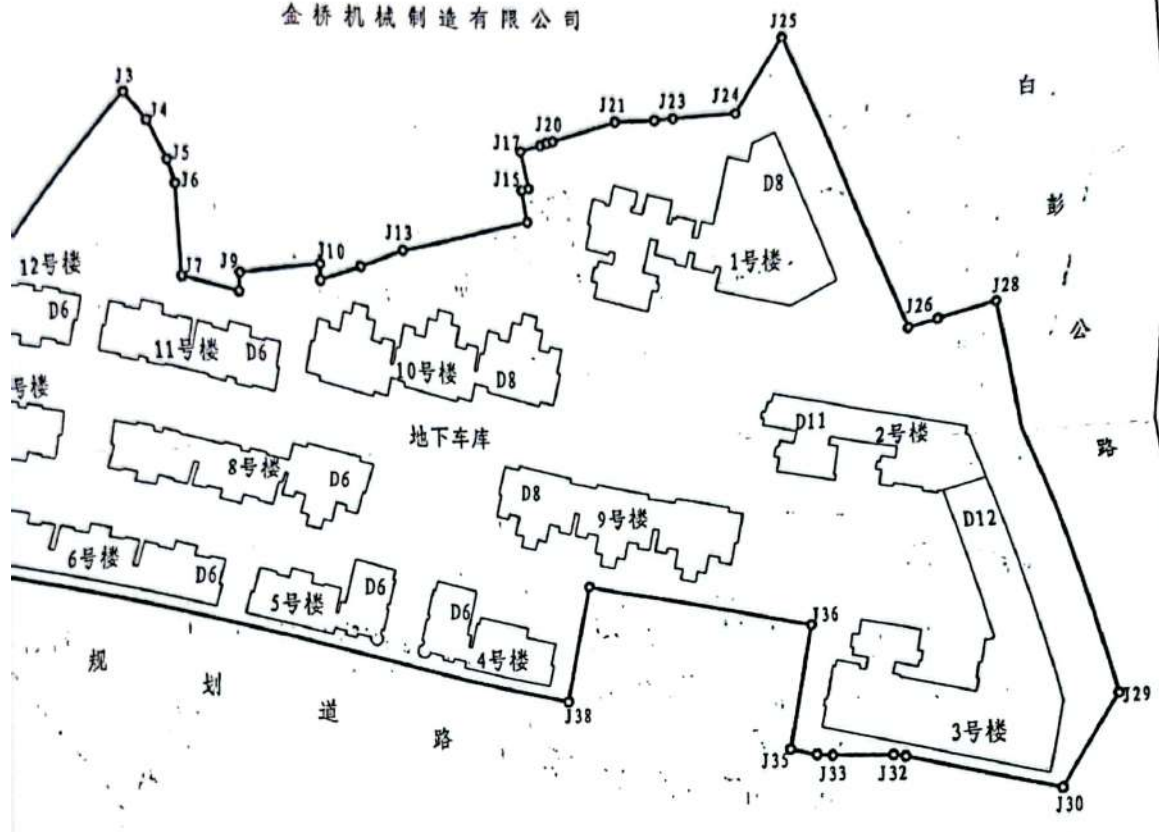 金桥机械制造有限公司
J25
J3
白
J4
J21
J23
J24
J20
J17
J5
J6
J15
D8
彭
J13
J9
J10
J7
1号楼
12号楼
J28
J26
D6
公
11号楼
D6
10号楼
D8
号楼
地下车库
D11
2号楼
路
8号楼
D6
D8
9号楼
D12
6号楼
D6
5号楼
D6
D6
4号楼
J36
规
划
道
路
J38
J29
3号楼
J35
J33
J32
J30